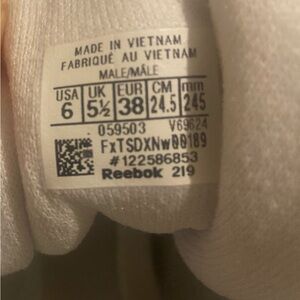 MADE IN VIETNAM
FABRIQUÉ AU VIETNAM
MALE/MÂLE
USA UK EUR CM mm
6 5½ 38 24.5 245
059503 V69624
FxTSDXNw00189
#122586853
Reebok 219